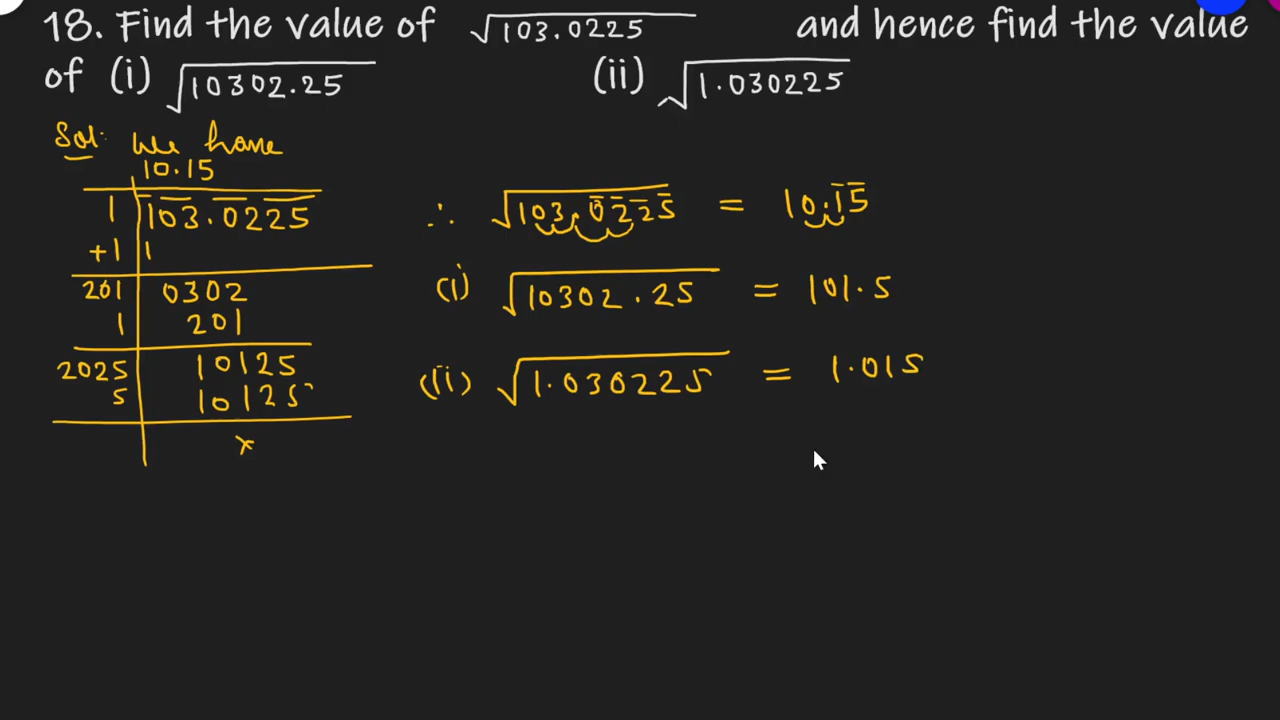 18. Find the value of √103.0225 and hence find the value
of (i) √10302.25 (ii) √1.030225
Sol: We have
10.15
1 103.0225
+1 1
201 0302
1 201
2025 10125
5 10125
x
∴ √103.0225 = 10.15
(i) √10302.25 = 101.5
(ii) √1.030225 = 1.015